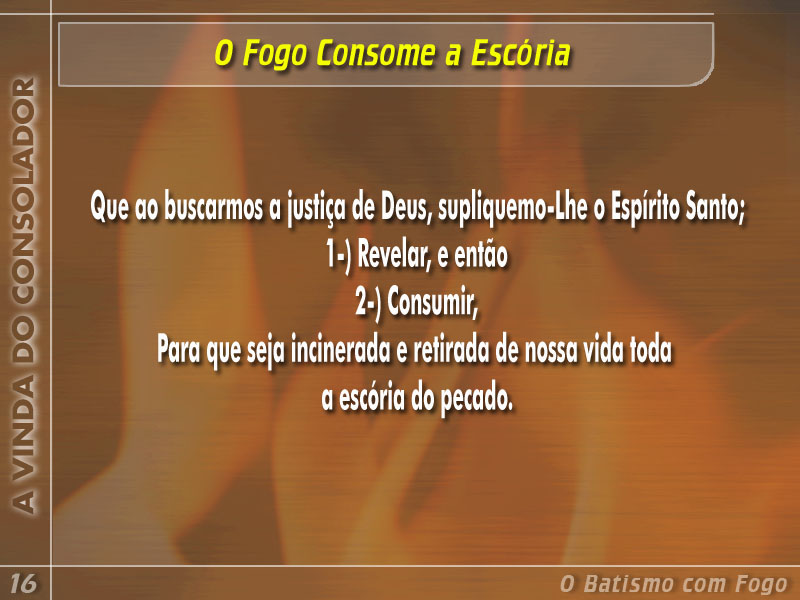 O Fogo Consome a Escória
A VINDA DO CONSOLADOR
Que ao buscarmos a justiça de Deus, supliquemo-Lhe o Espírito Santo;
1-) Revelar, e então
2-) Consumir,
Para que seja incinerada e retirada de nossa vida toda
a escória do pecado.
16
O Batismo com Fogo